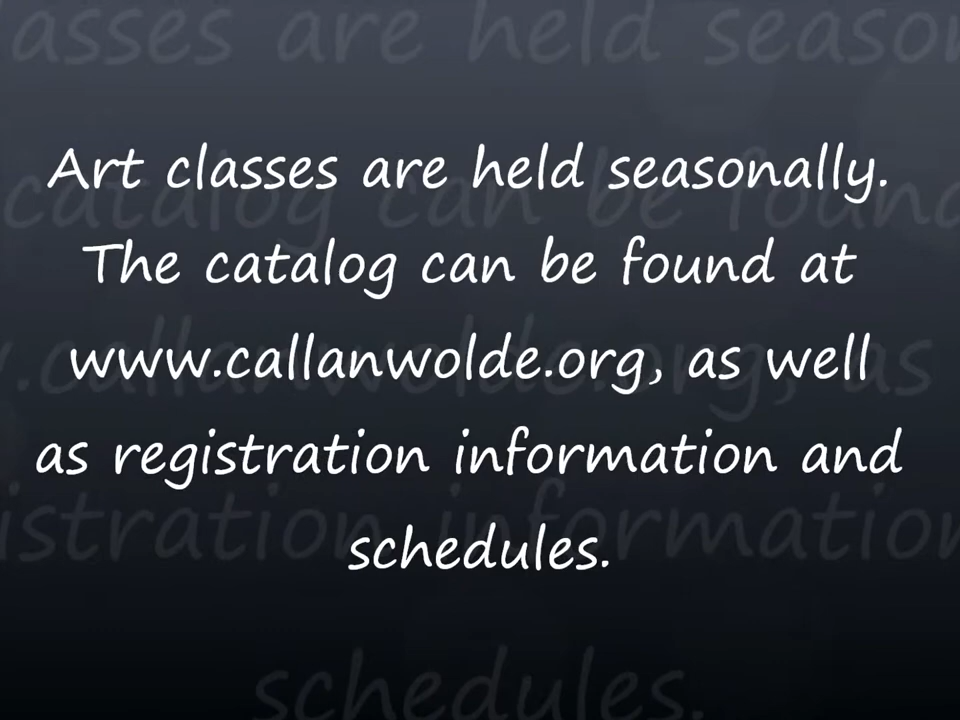 Art classes are held seasonally.
The catalog can be found at
www.callanwolde.org, as well
as registration information and
schedules.